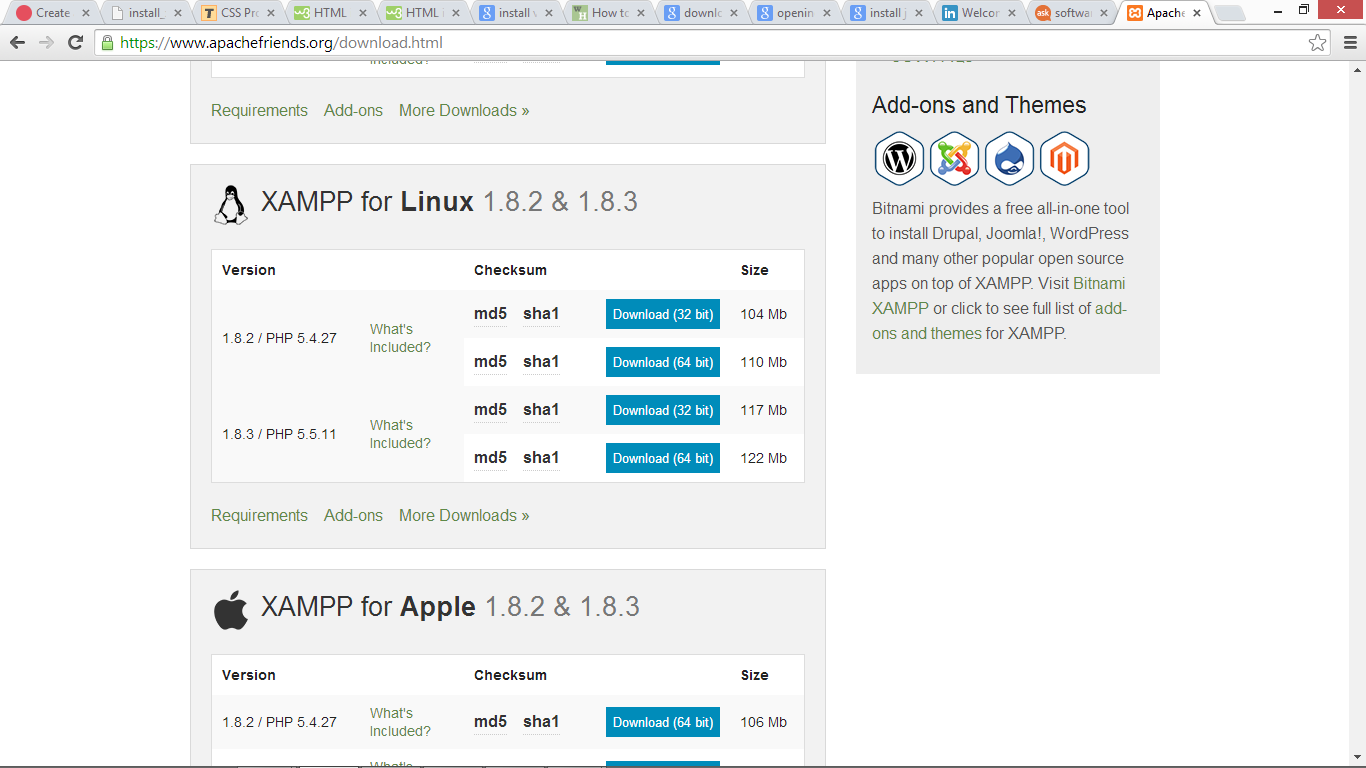 Create
install_
CSS Pro
HTML
HTML i
install v
How to
downlo
openin
install j
Welcom
ask
softwar
Apache
https://www.apachefriends.org/download.html
Included?
Requirements Add-ons More Downloads »
XAMPP for Linux 1.8.2 & 1.8.3
Version Checksum Size
1.8.2 / PHP 5.4.27
What's
Included?
md5 sha1 Download (32 bit) 104 Mb
md5 sha1 Download (64 bit) 110 Mb
1.8.3 / PHP 5.5.11
What's
Included?
md5 sha1 Download (32 bit) 117 Mb
md5 sha1 Download (64 bit) 122 Mb
Requirements Add-ons More Downloads »
XAMPP for Apple 1.8.2 & 1.8.3
Version Checksum Size
1.8.2 / PHP 5.4.27
What's
Included?
md5 sha1 Download (64 bit) 106 Mb
What's
Add-ons and Themes
Bitnami provides a free all-in-one tool
to install Drupal, Joomla!, WordPress
and many other popular open source
apps on top of XAMPP. Visit Bitnami
XAMPP or click to see full list of add-
ons and themes for XAMPP.